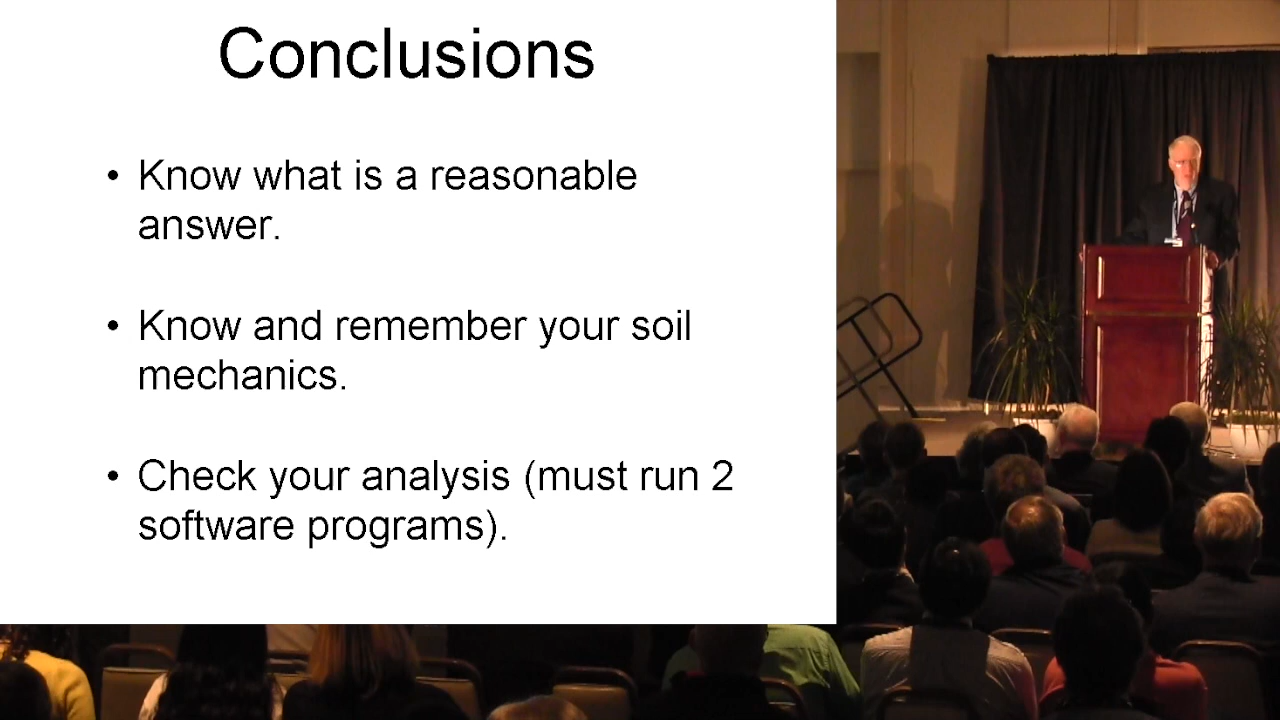 Conclusions
• Know what is a reasonable
answer.
• Know and remember your soil
mechanics.
• Check your analysis (must run 2
software programs).